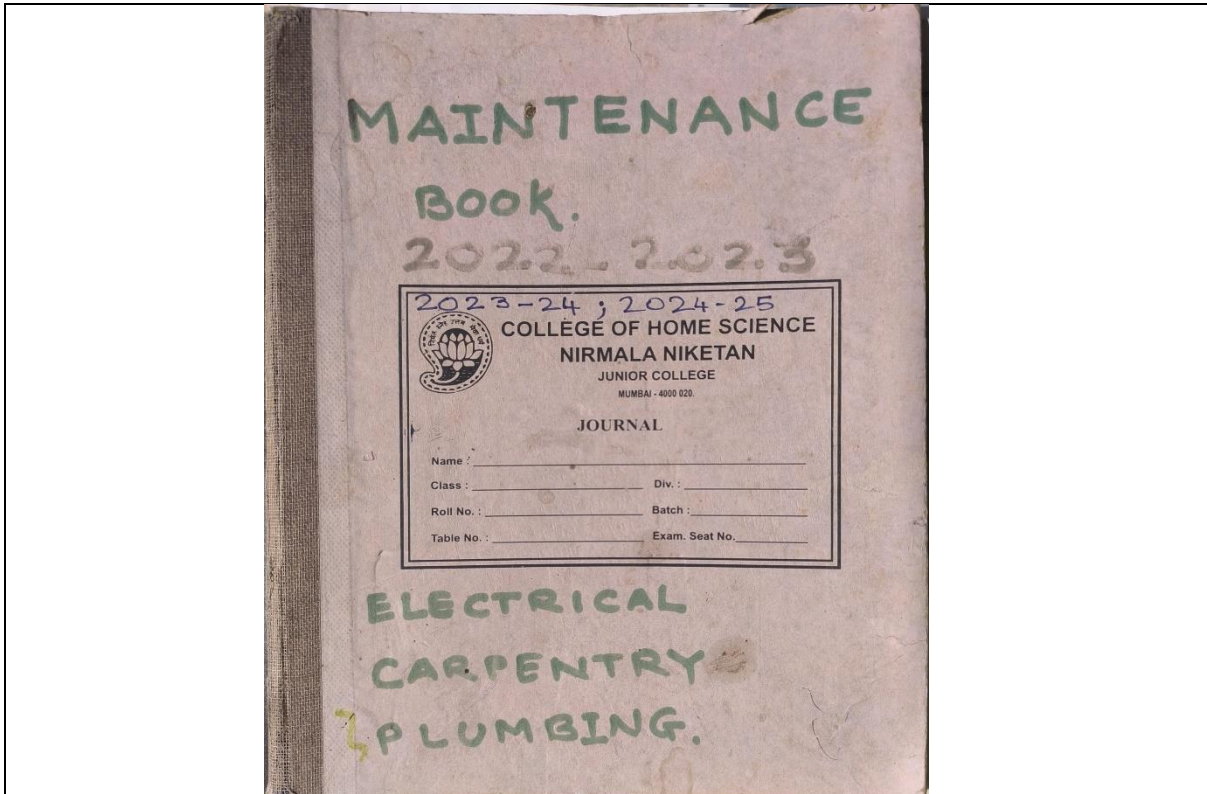 MAINTENANCE
BOOK.
2022-2023
2023-24 ; 2024-25
COLLEGE OF HOME SCIENCE
NIRMALA NIKETAN
JUNIOR COLLEGE
MUMBAI - 4000 020.
JOURNAL
Name :
Class : Div. :
Roll No. : Batch :
Table No. : Exam. Seat No.
ELECTRICAL
CARPENTRY
PLUMBING.